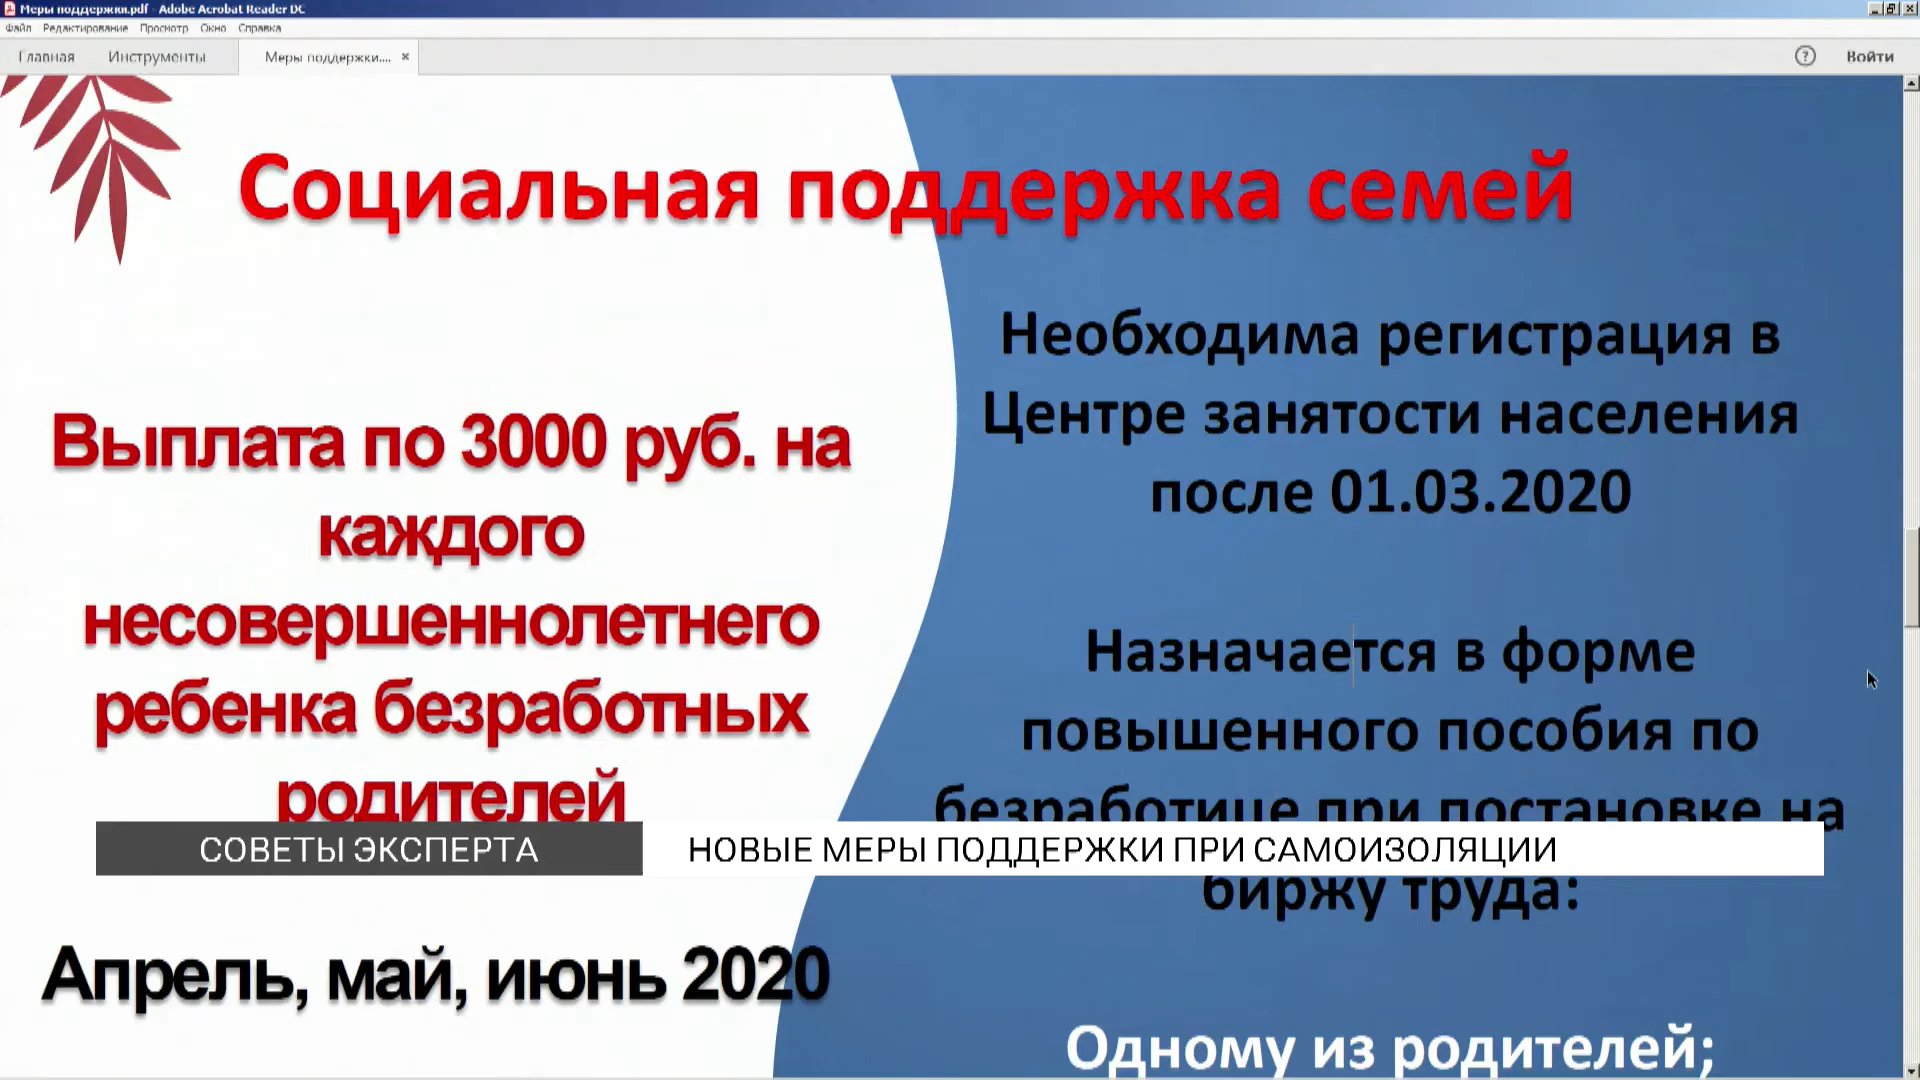 Меры поддержки.pdf - Adobe Acrobat Reader DC
Файл Редактирование Просмотр Окно Справка
Главная Инструменты Меры поддержки.... × ? Войти
Социальная поддержка семей
Выплата по 3000 руб. на
каждого
несовершеннолетнего
ребенка безработных
родителей
Апрель, май, июнь 2020
Необходима регистрация в
Центре занятости населения
после 01.03.2020
Назначается в форме
повышенного пособия по
безработице при постановке на
биржу труда:
Одному из родителей;
СОВЕТЫ ЭКСПЕРТА НОВЫЕ МЕРЫ ПОДДЕРЖКИ ПРИ САМОИЗОЛЯЦИИ